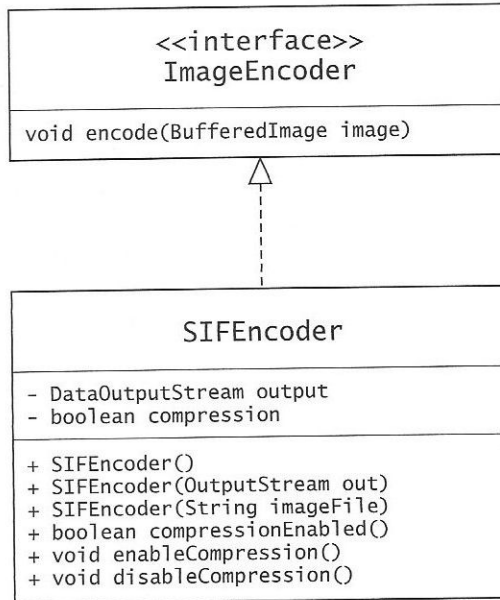 <<interface>>
ImageEncoder
void encode(BufferedImage image)
SIFEncoder
- DataOutputStream output
- boolean compression
+ SIFEncoder()
+ SIFEncoder(OutputStream out)
+ SIFEncoder(String imageFile)
+ boolean compressionEnabled()
+ void enableCompression()
+ void disableCompression()